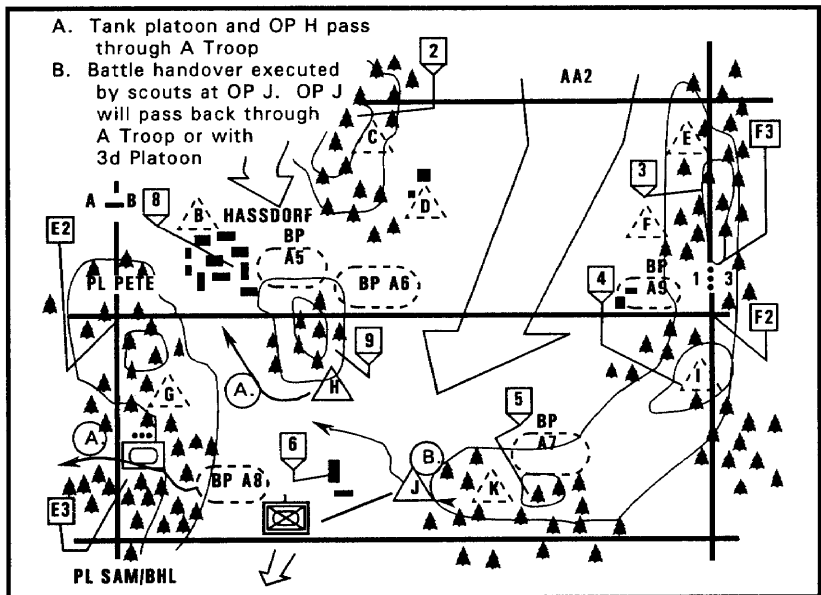 A. Tank platoon and OP H pass
through A Troop
B. Battle handover executed
by scouts at OP J. OP J
will pass back through
A Troop or with
3d Platoon
2
AA2
C
E
F3
3
A B
8
B
HASSDORF
D
F
E2
BP
A5
BP A6
4
BP
A9
1 3
PL PETE
9
F2
G
A.
H
I
5
A.
6
BP
A7
B.
BP A8
J
K
E3
PL SAM/BHL